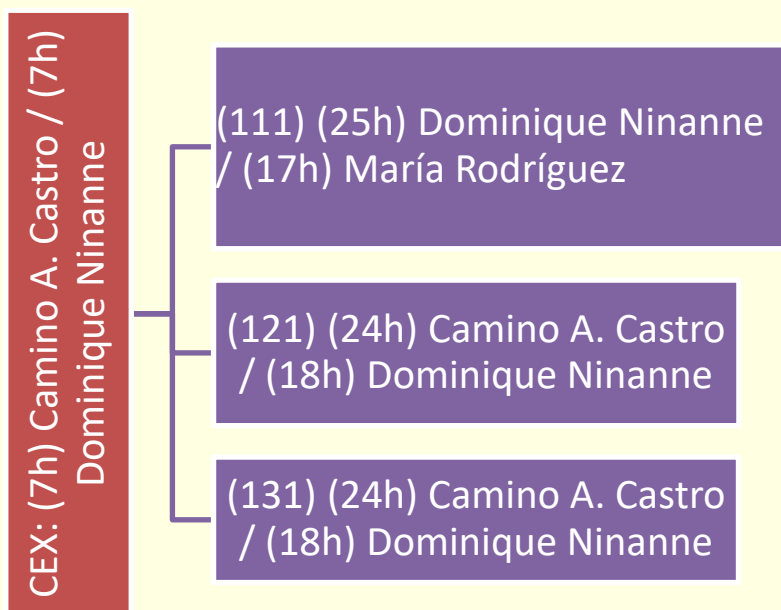 CEX: (7h) Camino A. Castro / (7h)
Dominique Ninanne
(111) (25h) Dominique Ninanne
/ (17h) María Rodríguez
(121) (24h) Camino A. Castro
/ (18h) Dominique Ninanne
(131) (24h) Camino A. Castro
/ (18h) Dominique Ninanne